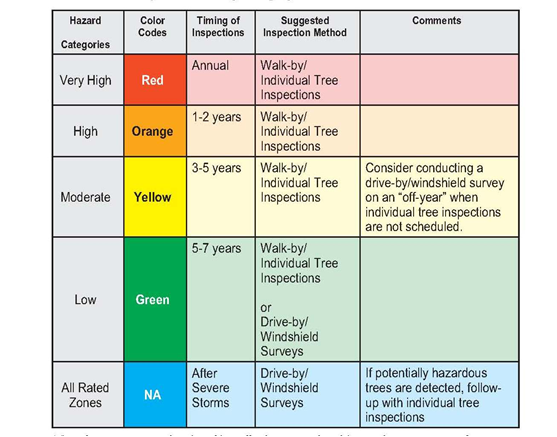 Hazard
Categories
Color
Codes
Timing of
Inspections
Suggested
Inspection Method
Comments
Very High
Red
Annual
Walk-by/
Individual Tree
Inspections
High
Orange
1-2 years
Walk-by/
Individual Tree
Inspections
Moderate
Yellow
3-5 years
Walk-by/
Individual Tree
Inspections
Consider conducting a
drive-by/windshield survey
on an “off-year” when
individual tree inspections
are not scheduled.
Low
Green
5-7 years
Walk-by/
Individual Tree
Inspections
or
Drive-by/
Windshield
Surveys
All Rated
Zones
NA
After
Severe
Storms
Drive-by/
Windshield
Surveys
If potentially hazardous
trees are detected, follow-
up with individual tree
inspections